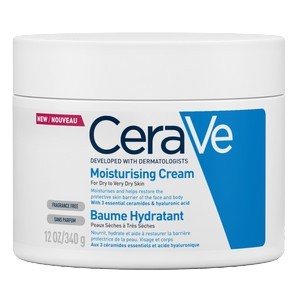 NEW / NOUVEAU
CeraVe
DEVELOPED WITH DERMATOLOGISTS
Moisturising Cream
For Dry to Very Dry Skin
Moisturises and helps restore the
protective skin barrier of the face and body
With 3 essential ceramides & hyaluronic acid
FRAGRANCE FREE
SANS PARFUM
Baume Hydratant
Peaux Sèches à Très Sèches
Nourrit, hydrate et aide à restaurer la barrière
protectrice de la peau. Visage et corps
Aux 3 céramides essentiels et acide hyaluronique
12 OZ/340 g